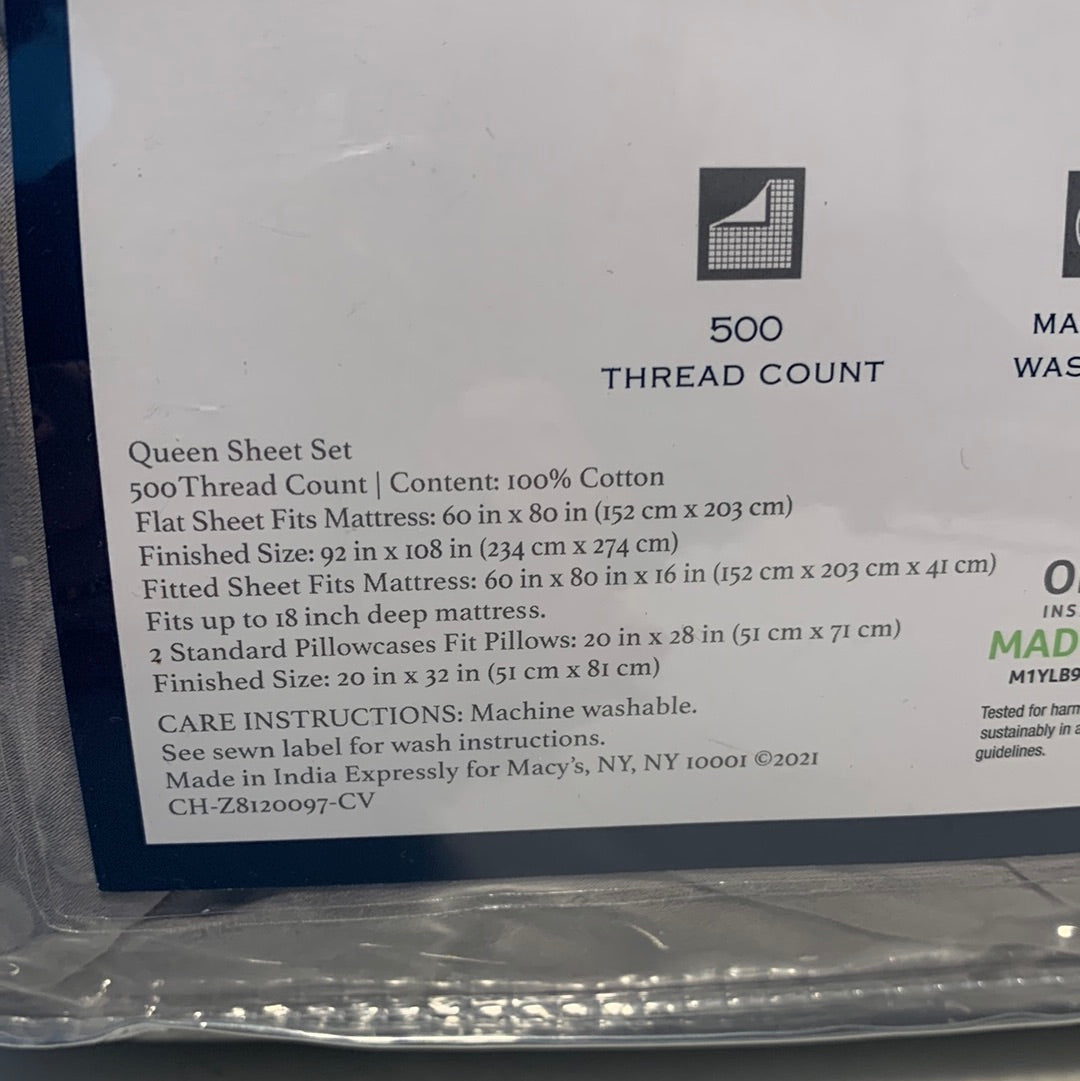 500
THREAD COUNT
MA
WAS
Queen Sheet Set
500Thread Count | Content: 100% Cotton
Flat Sheet Fits Mattress: 60 in x 80 in (152 cm x 203 cm)
Finished Size: 92 in x 108 in (234 cm x 274 cm)
Fitted Sheet Fits Mattress: 60 in x 80 in x 16 in (152 cm x 203 cm x 41 cm)
Fits up to 18 inch deep mattress.
2 Standard Pillowcases Fit Pillows: 20 in x 28 in (51 cm x 71 cm)
Finished Size: 20 in x 32 in (51 cm x 81 cm)
CARE INSTRUCTIONS: Machine washable.
See sewn label for wash instructions.
Made in India Expressly for Macy's, NY, NY 10001 ©2021
CH-Z8120097-CV
INS
MAD
M1YLB9
Tested for harm
sustainably in a
guidelines.